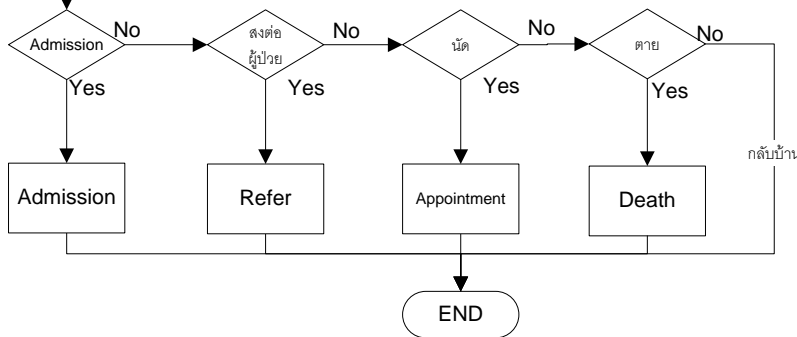 Admission
No
ส่งต่อ
ผู้ป่วย
No
นัด
No
ตาย
No
Yes
Yes
Yes
Yes
กลับบ้าน
Admission
Refer
Appointment
Death
END